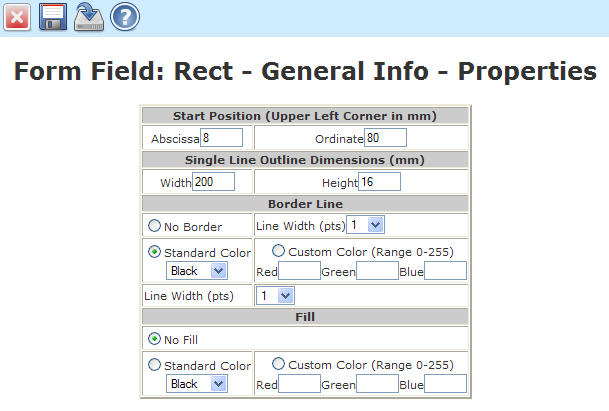 Form Field: Rect - General Info - Properties
Start Position (Upper Left Corner in mm)
Abscissa 8 Ordinate 80
Single Line Outline Dimensions (mm)
Width 200 Height 16
Border Line
No Border Line Width (pts) 1
Standard Color Custom Color (Range 0-255)
Black Red Green Blue
Line Width (pts) 1
Fill
No Fill
Standard Color Custom Color (Range 0-255)
Black Red Green Blue